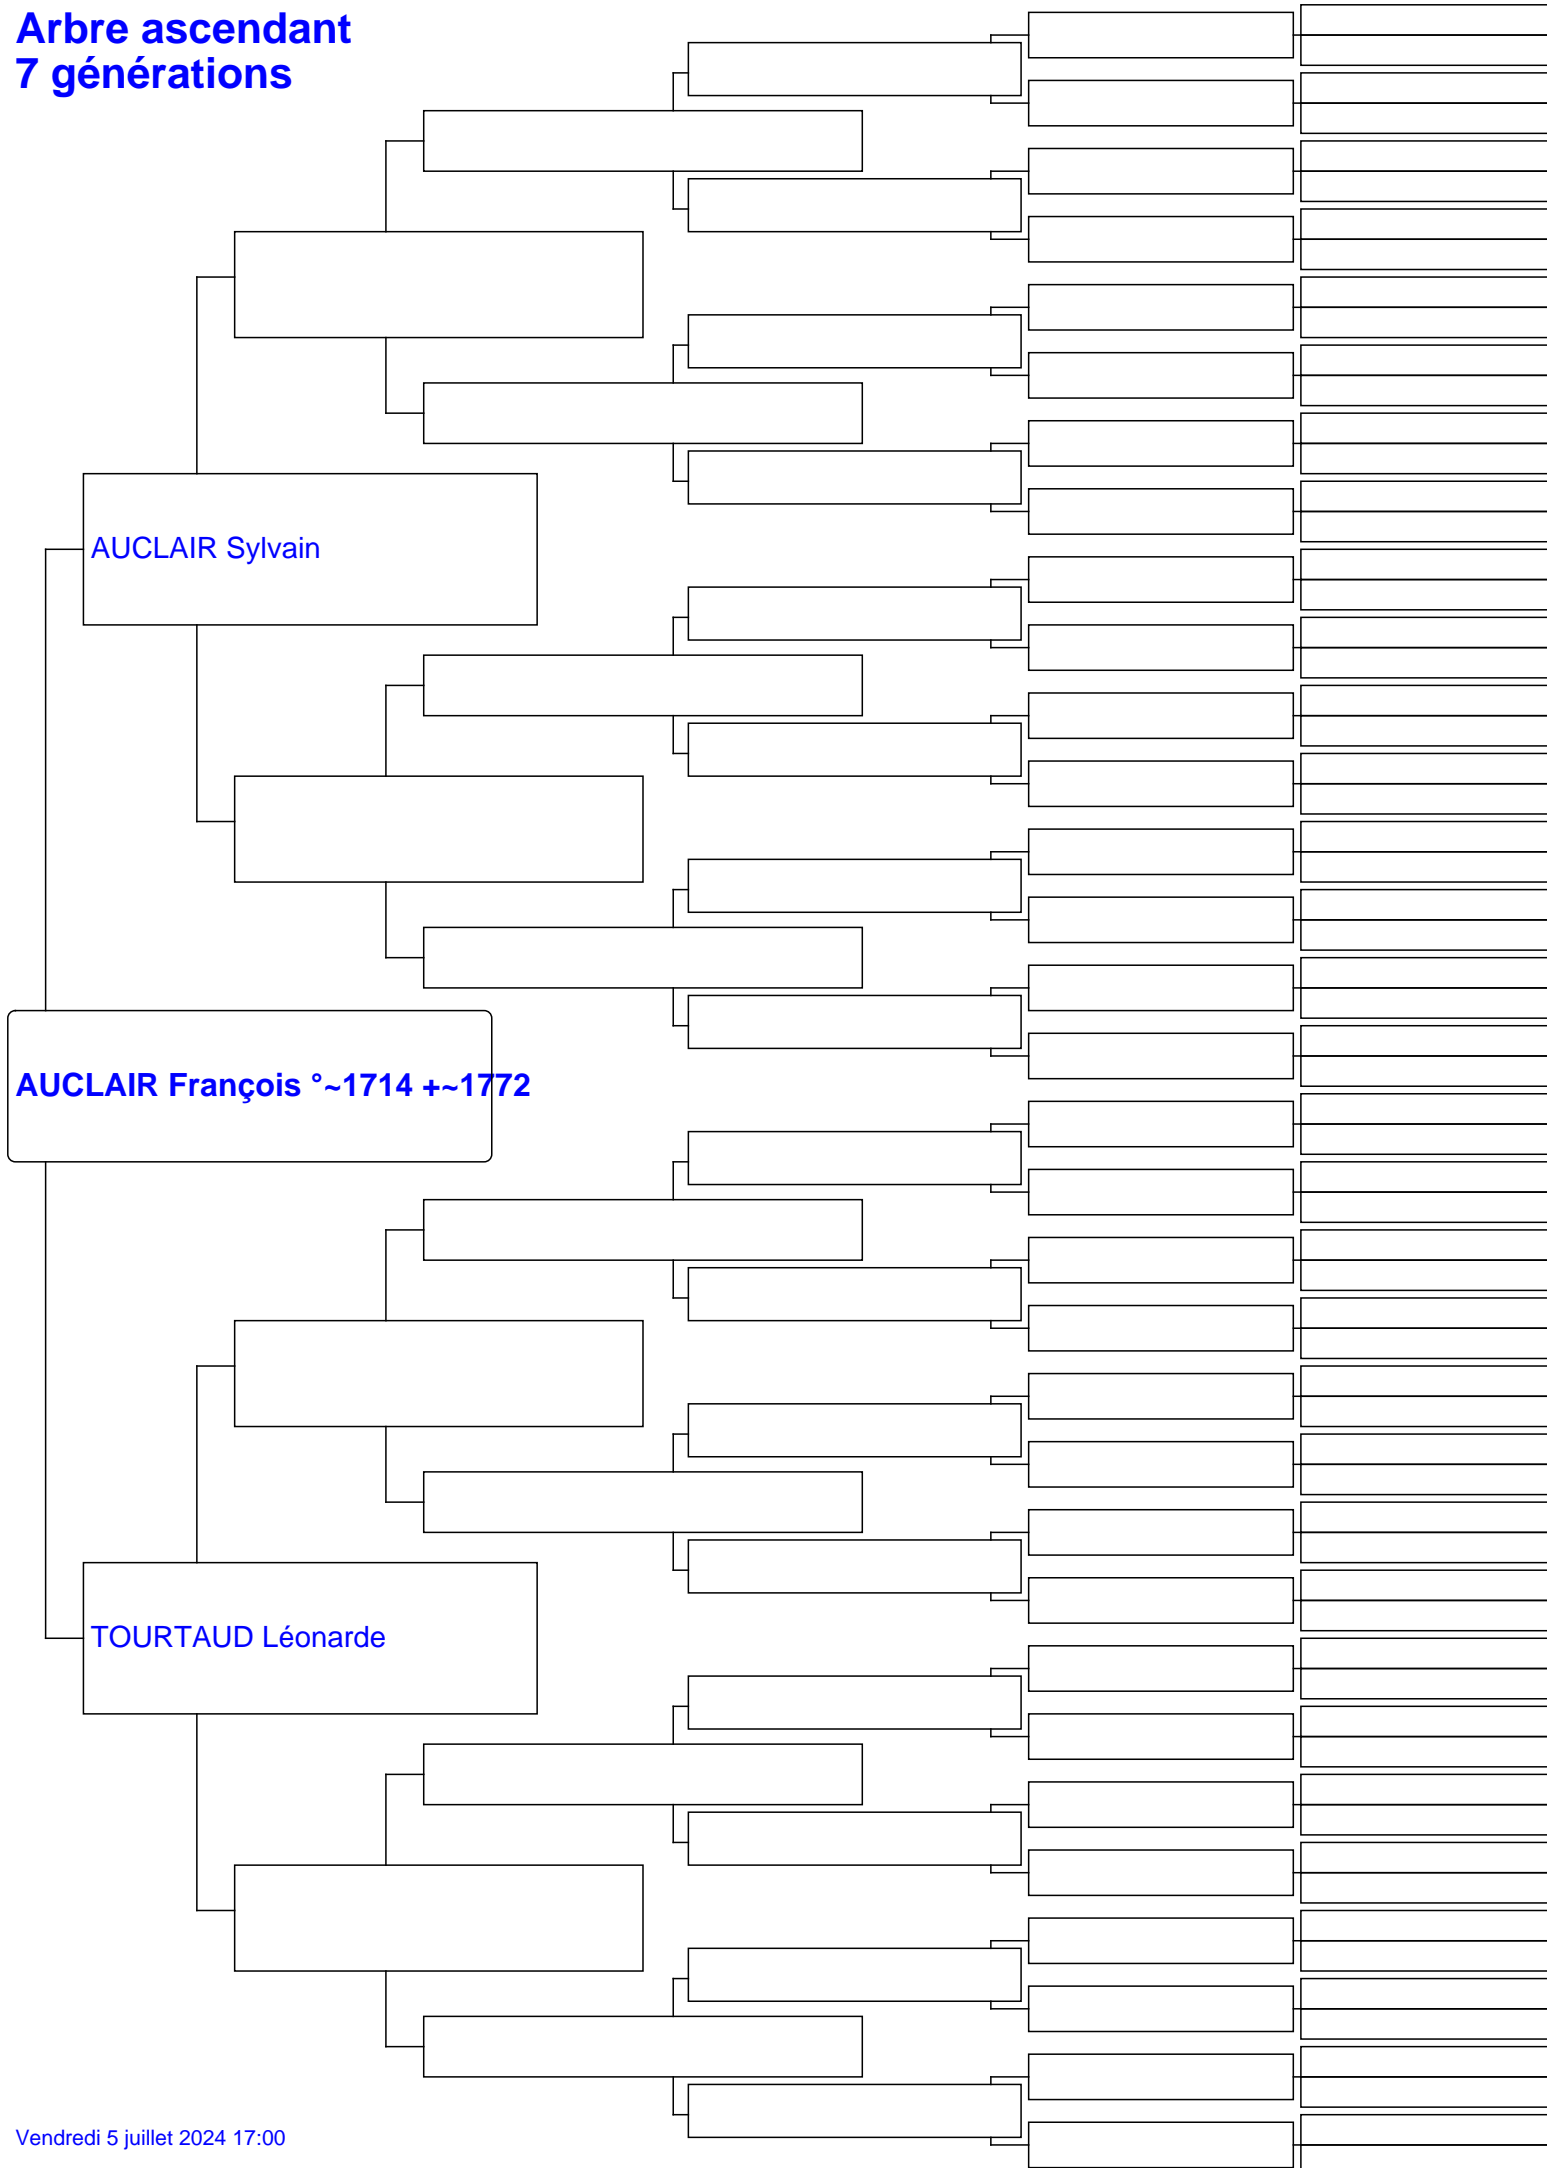 Arbre ascendant
7 générations
AUCLAIR Sylvain
AUCLAIR François °~1714 +~1772
TOURTAUD Léonarde
Vendredi 5 juillet 2024 17:00